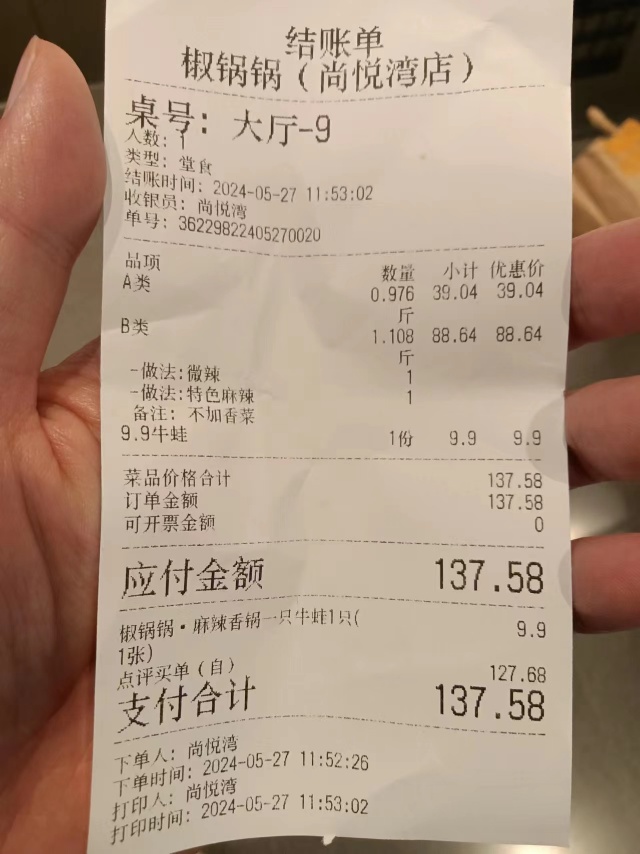 结账单
椒锅锅（尚悦湾店）
桌号：大厅-9
人数：1
类型：堂食
结账时间：2024-05-27 11:53:02
收银员：尚悦湾
单号：36229822405270020
品项 数量 小计 优惠价
A类 0.976 39.04 39.04
斤
B类 1.108 88.64 88.64
斤
-做法:微辣 1
-做法:特色麻辣 1
备注：不加香菜
9.9牛蛙 1份 9.9 9.9
菜品价格合计 137.58
订单金额 137.58
可开票金额 0
应付金额 137.58
椒锅锅·麻辣香锅一只牛蛙1只( 9.9
1张)
点评买单（自） 127.68
支付合计 137.58
下单人：尚悦湾
下单时间：2024-05-27 11:52:26
打印人：尚悦湾
打印时间：2024-05-27 11:53:02